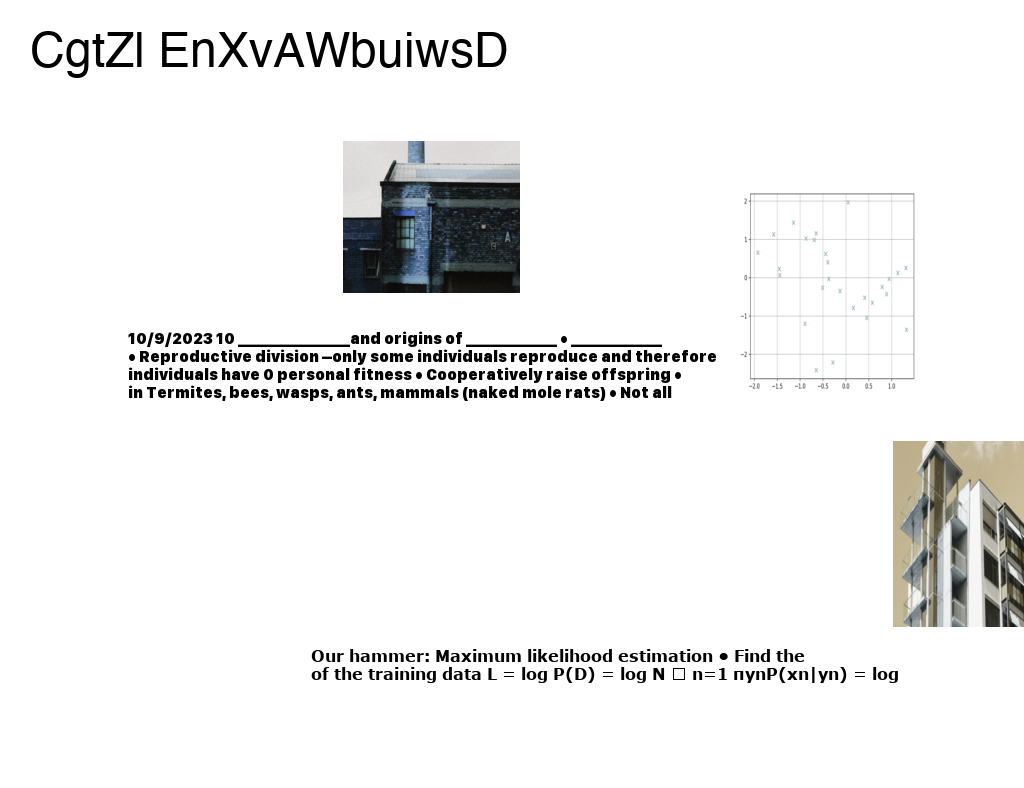 CgtZl EnXvAWbuiwsD
A
2
1
0
−1
−2
−2.0 −1.5 −1.0 −0.5 0.0 0.5 1.0
10/9/2023 10 ________________and origins of _____________ • _____________
• Reproductive division —only some individuals reproduce and therefore
individuals have 0 personal fitness • Cooperatively raise offspring •
in Termites, bees, wasps, ants, mammals (naked mole rats) • Not all
Our hammer: Maximum likelihood estimation • Find the
of the training data L = log P(D) = log N □ n=1 πynP(xn|yn) = log